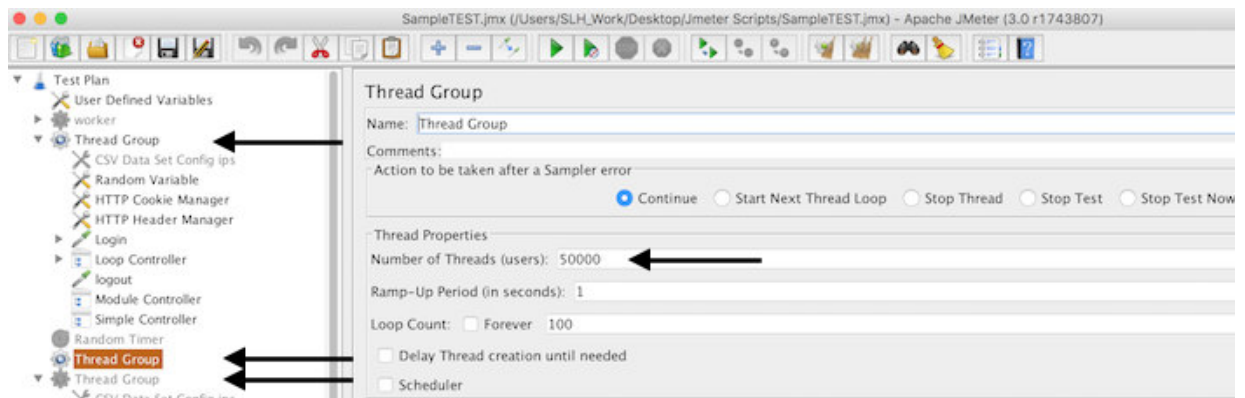 SampleTEST.jmx (/Users/SLH_Work/Desktop/Jmeter Scripts/SampleTEST.jmx) - Apache JMeter (3.0 r1743807)
Test Plan
User Defined Variables
worker
Thread Group
CSV Data Set Config ips
Random Variable
HTTP Cookie Manager
HTTP Header Manager
Login
Loop Controller
logout
Module Controller
Simple Controller
Random Timer
Thread Group
Thread Group
CSV Data Set Config ips
Thread Group
Name: Thread Group
Comments:
Action to be taken after a Sampler error
Continue Start Next Thread Loop Stop Thread Stop Test Stop Test Now
Thread Properties
Number of Threads (users): 50000
Ramp-Up Period (in seconds): 1
Loop Count: Forever 100
Delay Thread creation until needed
Scheduler